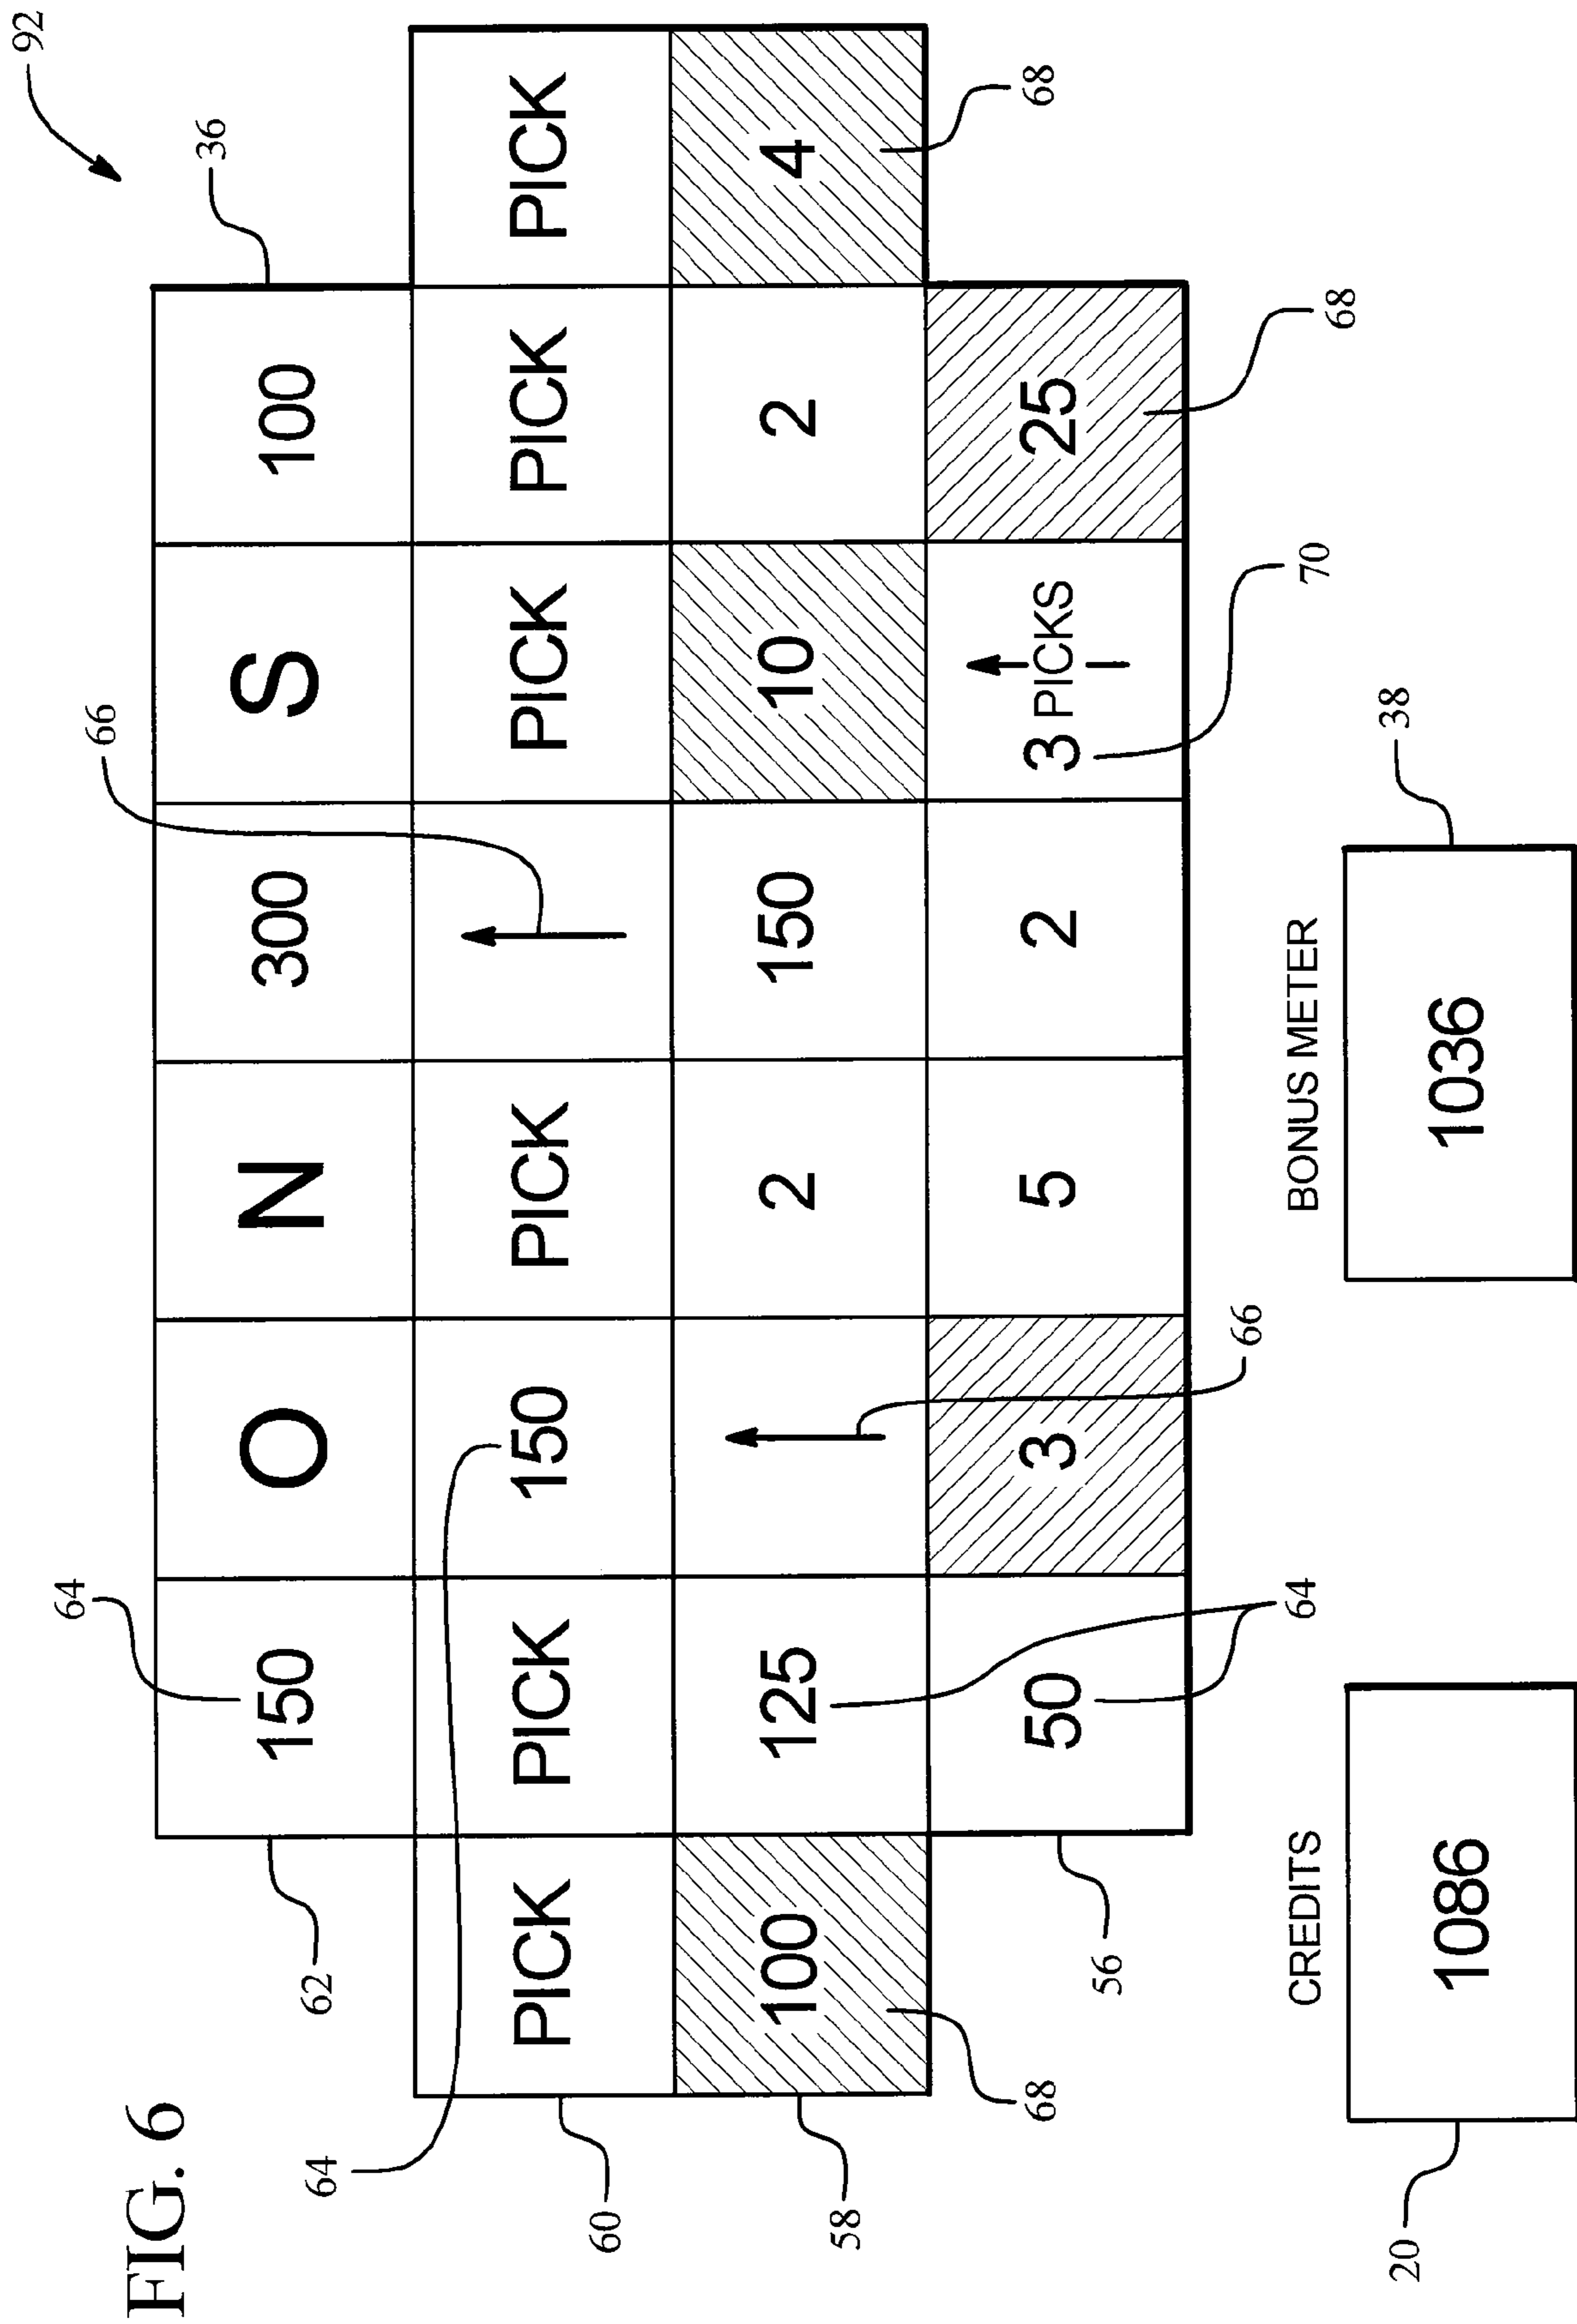 92
64
66
FIG. 6
36
150 O N 300 S 100
62
64
PICK PICK 150 PICK PICK PICK PICK
60
100 125 2 150 10 2 4
58
68 68
50 3 5 2 3 PICKS 25
56
66
64
70
68
CREDITS BONUS METER
38
20
1086 1036